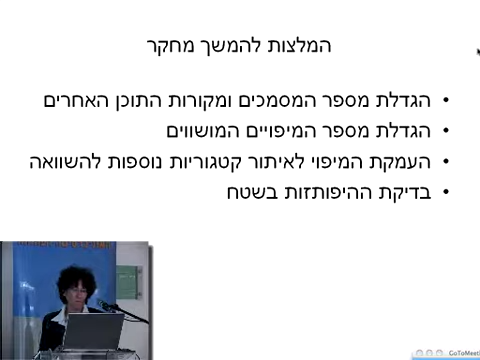 המלצות להמשך מחקר
• הגדלת מספר המסמכים ומקורות התוכן האחרים
• הגדלת מספר המיפויים המושווים
• העמקת המיפוי לאיתור קטגוריות נוספות להשוואה
• בדיקת ההיפותזות בשטח